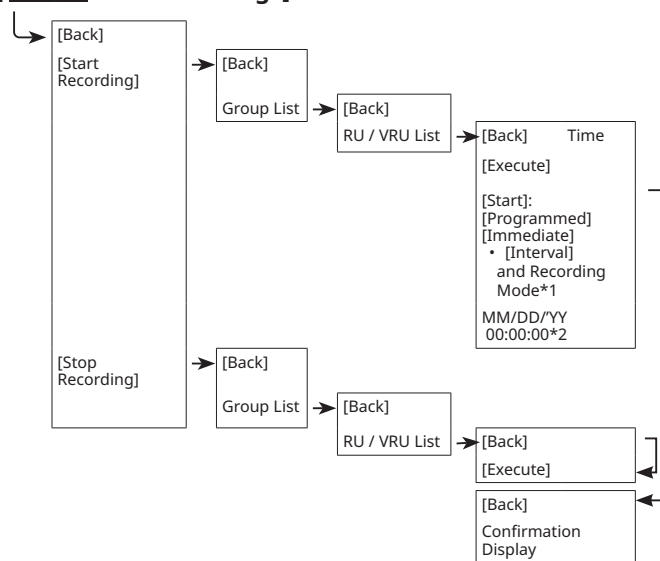 [Back]
[Start
Recording]
[Back]
Group List
[Back]
RU / VRU List
[Back] Time
[Execute]
[Start]:
[Programmed]
[Immediate]
• [Interval]
and Recording
Mode*1
MM/DD/'YY
00:00:00*2
[Stop
Recording]
[Back]
Group List
[Back]
RU / VRU List
[Back]
[Execute]
[Back]
Confirmation
Display